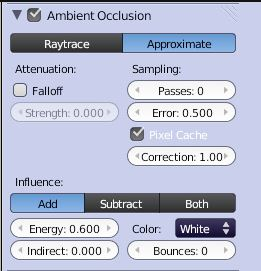 Ambient Occlusion
Raytrace Approximate
Attenuation: Sampling:
Falloff Passes: 0
Strength: 0.000 Error: 0.500
Pixel Cache
Correction: 1.00
Influence:
Add Subtract Both
Energy: 0.600 Color: White
Indirect: 0.000 Bounces: 0